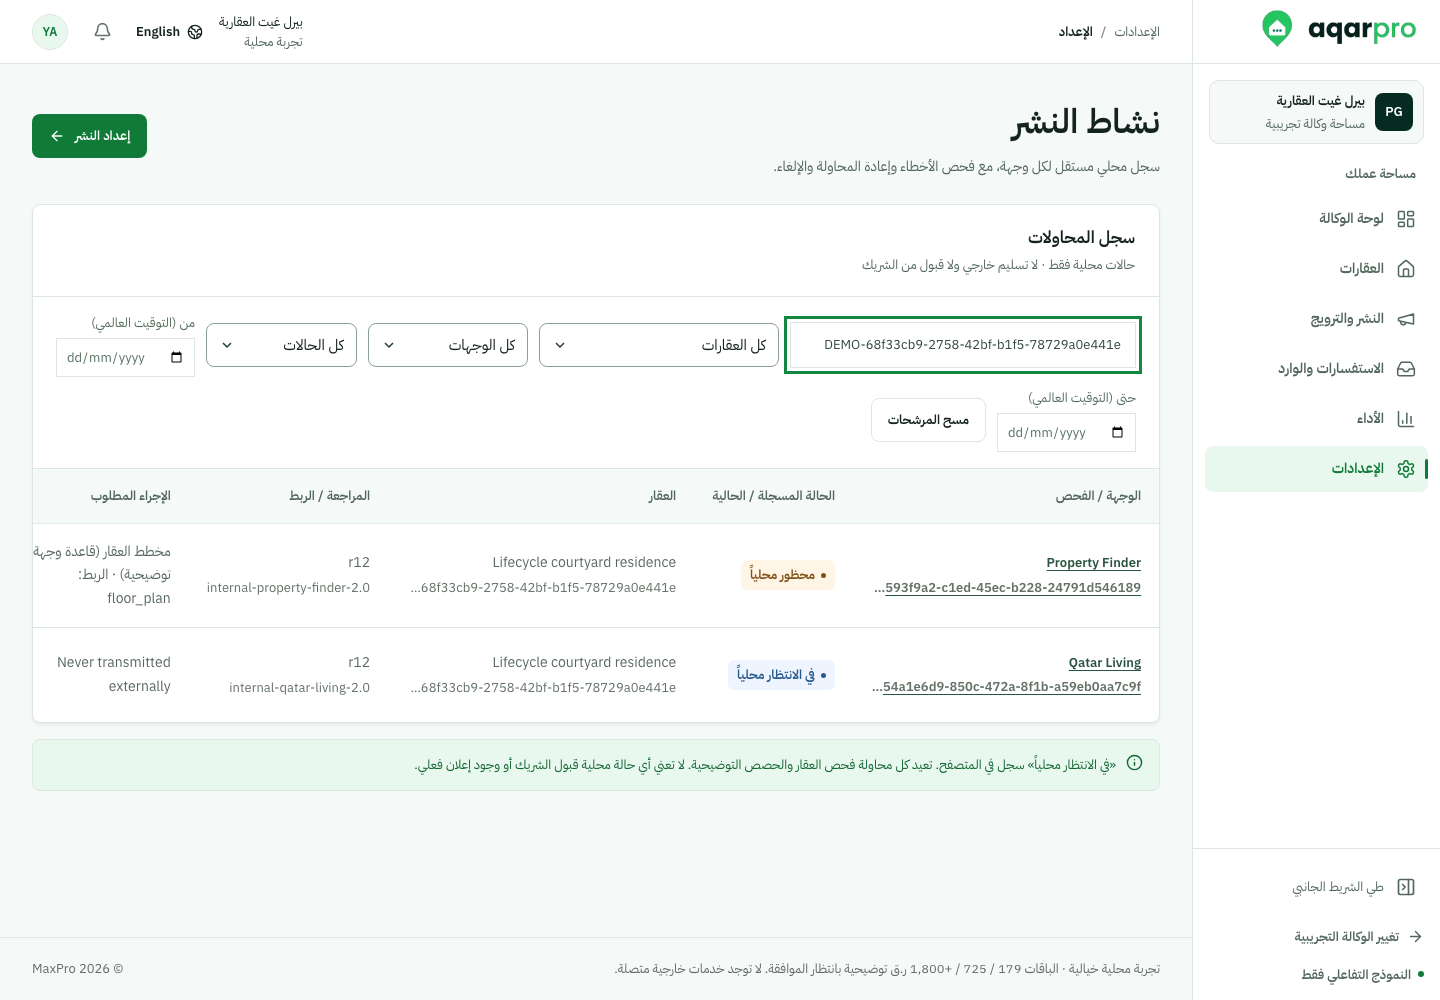 aqarpro
الإعدادات / الإعداد
بيرل غيت العقارية
تجربة محلية
English
YA
PG
بيرل غيت العقارية
مساحة وكالة تجريبية
مساحة عملك
لوحة الوكالة
العقارات
النشر والترويج
الاستفسارات والوارد
الأداء
الإعدادات
طي الشريط الجانبي
تغيير الوكالة التجريبية
النموذج التفاعلي فقط
نشاط النشر
سجل محلي مستقل لكل وجهة، مع فحص الأخطاء وإعادة المحاولة والإلغاء.
إعداد النشر
سجل المحاولات
حالات محلية فقط · لا تسليم خارجي ولا قبول من الشريك
DEMO-68f33cb9-2758-42bf-b1f5-78729a0e441e
كل العقارات
كل الوجهات
كل الحالات
من (التوقيت العالمي)
dd/mm/yyyy
حتى (التوقيت العالمي)
dd/mm/yyyy
مسح المرشحات
الوجهة / الفحص
الحالة المسجلة / الحالية
العقار
المراجعة / الربط
الإجراء المطلوب
Property Finder
593f9a2-c1ed-45ec-b228-24791d546189...
محظور محلياً
Lifecycle courtyard residence
...68f33cb9-2758-42bf-b1f5-78729a0e441e
r12
internal-property-finder-2.0
مخطط العقار (قاعدة وجهة
توضيحية) · الربط:
floor_plan
Qatar Living
...54a1e6d9-850c-472a-8f1b-a59eb0aa7c9f
في الانتظار محلياً
Lifecycle courtyard residence
...68f33cb9-2758-42bf-b1f5-78729a0e441e
r12
internal-qatar-living-2.0
Never transmitted
externally
«في الانتظار محلياً» سجل في المتصفح. تعيد كل محاولة فحص العقار والحصص التوضيحية. لا تعني أي حالة محلية قبول الشريك أو وجود إعلان فعلي.
تجربة محلية خيالية · الباقات 179 / 725 / +1,800 ر.ق توضيحية بانتظار الموافقة. لا توجد خدمات خارجية متصلة.
MaxPro 2026 ©